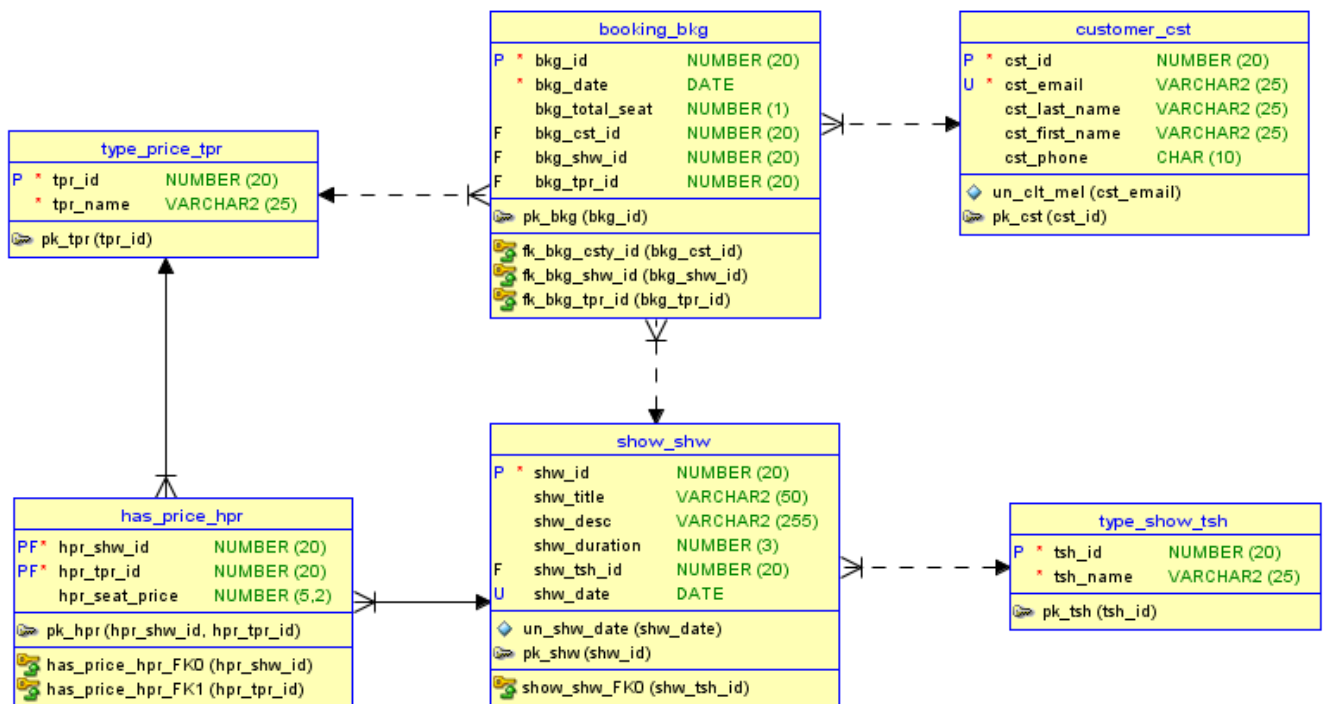 booking_bkg
P * bkg_id NUMBER (20)
* bkg_date DATE
bkg_total_seat NUMBER (1)
F bkg_cst_id NUMBER (20)
F bkg_shw_id NUMBER (20)
F bkg_tpr_id NUMBER (20)
pk_bkg (bkg_id)
fk_bkg_csty_id (bkg_cst_id)
fk_bkg_shw_id (bkg_shw_id)
fk_bkg_tpr_id (bkg_tpr_id)
customer_cst
P * cst_id NUMBER (20)
U * cst_email VARCHAR2 (25)
cst_last_name VARCHAR2 (25)
cst_first_name VARCHAR2 (25)
cst_phone CHAR (10)
un_clt_mel (cst_email)
pk_cst (cst_id)
type_price_tpr
P * tpr_id NUMBER (20)
* tpr_name VARCHAR2 (25)
pk_tpr (tpr_id)
has_price_hpr
PF* hpr_shw_id NUMBER (20)
PF* hpr_tpr_id NUMBER (20)
hpr_seat_price NUMBER (5,2)
pk_hpr (hpr_shw_id, hpr_tpr_id)
has_price_hpr_FK0 (hpr_shw_id)
has_price_hpr_FK1 (hpr_tpr_id)
show_shw
P * shw_id NUMBER (20)
shw_title VARCHAR2 (50)
shw_desc VARCHAR2 (255)
shw_duration NUMBER (3)
F shw_tsh_id NUMBER (20)
U shw_date DATE
un_shw_date (shw_date)
pk_shw (shw_id)
show_shw_FK0 (shw_tsh_id)
type_show_tsh
P * tsh_id NUMBER (20)
* tsh_name VARCHAR2 (25)
pk_tsh (tsh_id)